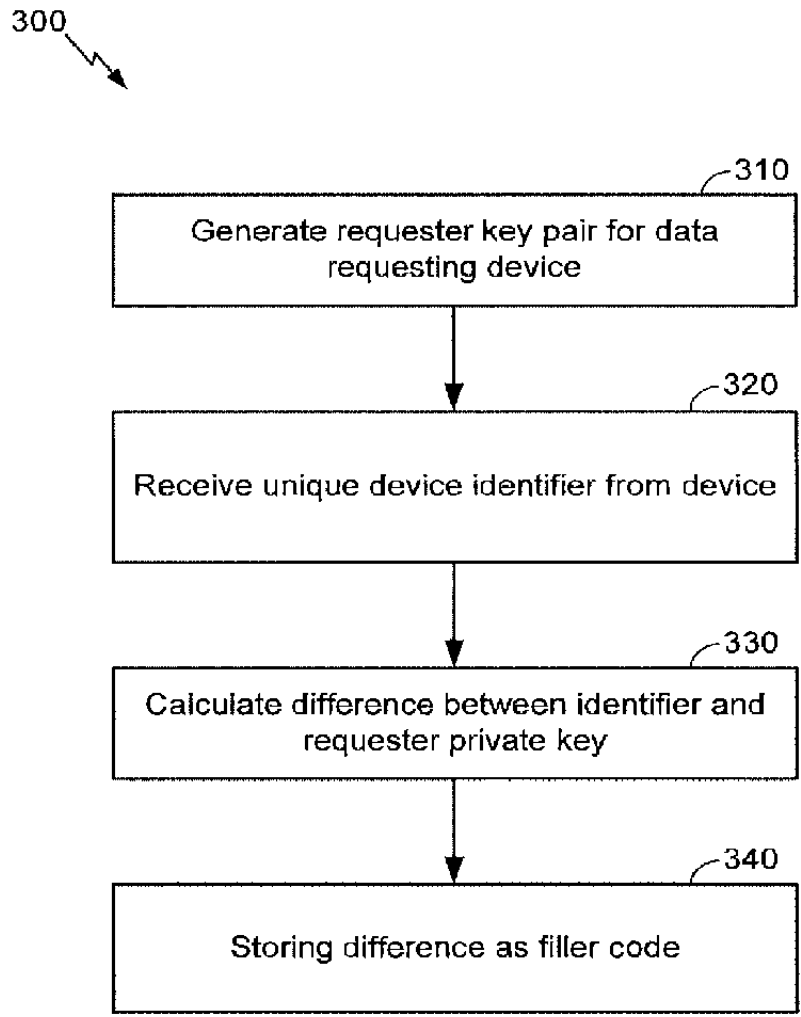 300
310
Generate requester key pair for data
requesting device
320
Receive unique device identifier from device
330
Calculate difference between identifier and
requester private key
340
Storing difference as filler code